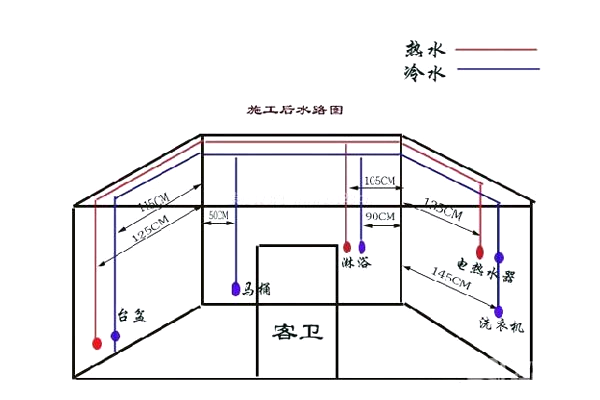 热水
冷水
施工后水路图
115CM
125CM
50CM
105CM
90CM
135CM
145CM
淋浴
电热水器
马桶
台盆
洗衣机
客卫